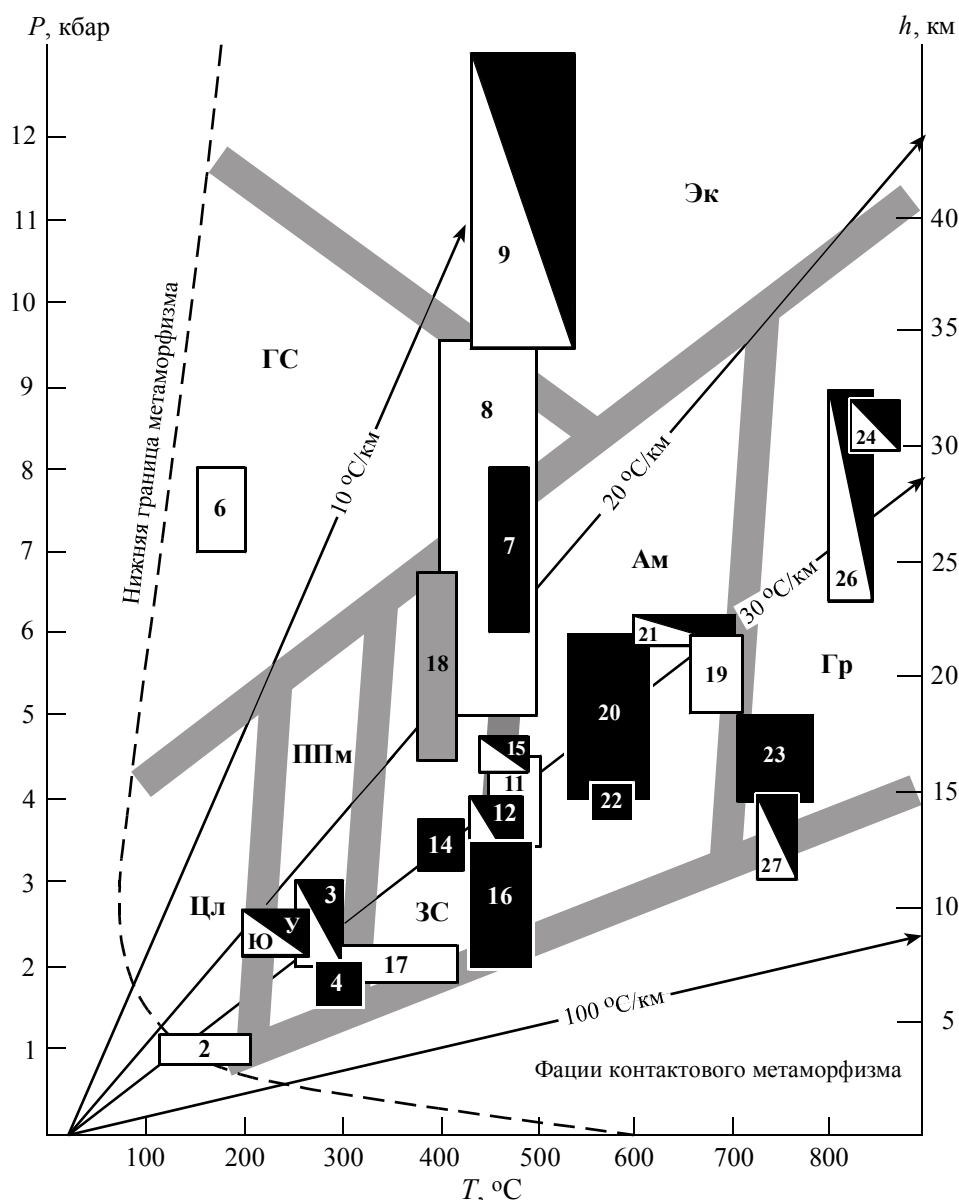 P, кбар
h, км
12
11
10
9
8
7
6
5
4
3
2
1
40
35
30
25
20
15
10
5
100
200
300
400
500
600
700
800
T, °C
Нижняя граница метаморфизма
10 °C/км
20 °C/км
30 °C/км
100 °C/км
Эк
ГС
Ам
Гр
ППм
Цл
ЗС
Фации контактового метаморфизма
9
8
6
7
24
26
18
21
19
20
15
11
12
22
23
14
27
3
16
Ю У
4
17
2